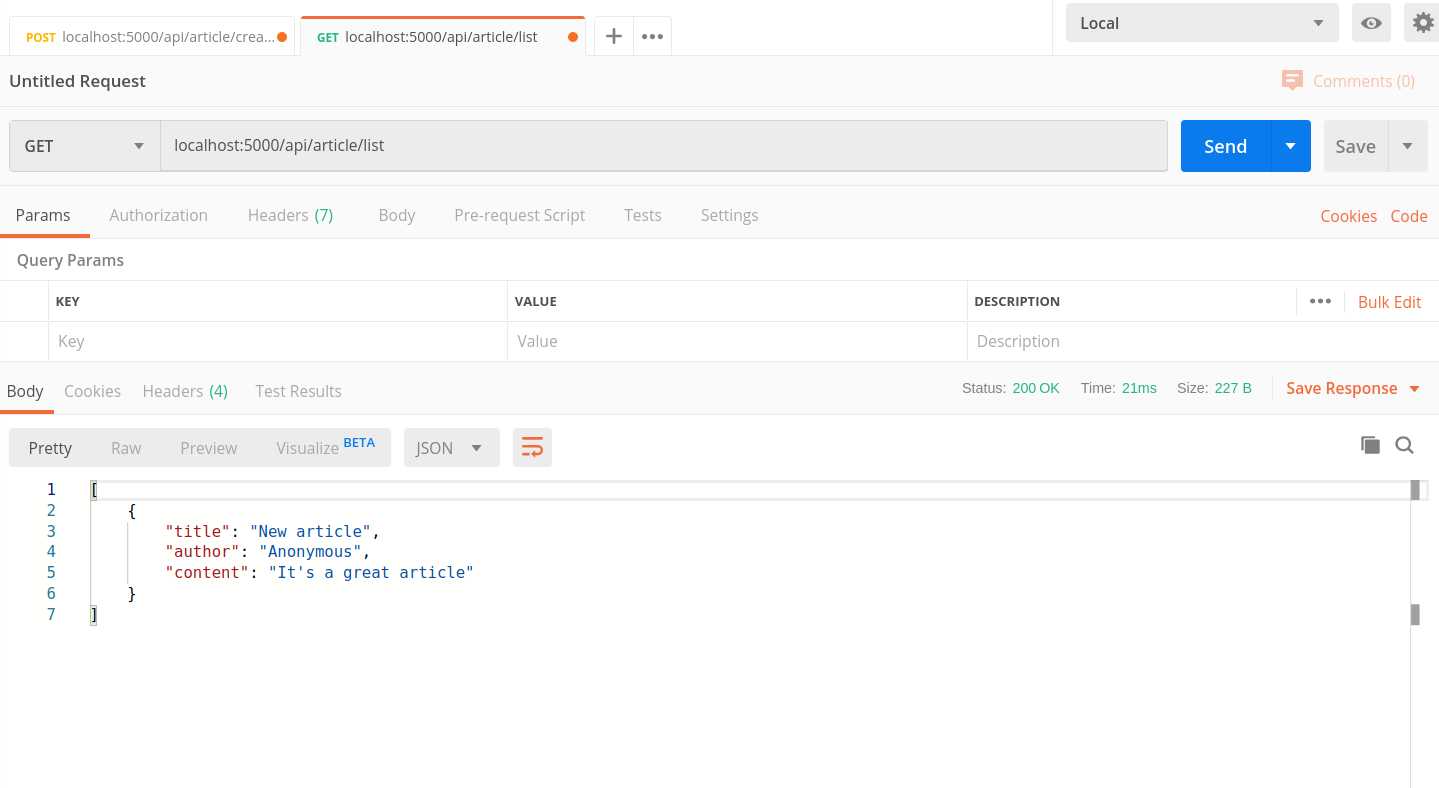 POST localhost:5000/api/article/crea... GET localhost:5000/api/article/list Local
Untitled Request Comments (0)
GET localhost:5000/api/article/list Send Save
Params Authorization Headers (7) Body Pre-request Script Tests Settings Cookies Code
Query Params
KEY VALUE DESCRIPTION Bulk Edit
Key Value Description
Body Cookies Headers (4) Test Results Status: 200 OK Time: 21ms Size: 227 B Save Response
Pretty Raw Preview Visualize BETA JSON
1 [
2 {
3 "title": "New article",
4 "author": "Anonymous",
5 "content": "It's a great article"
6 }
7 ]